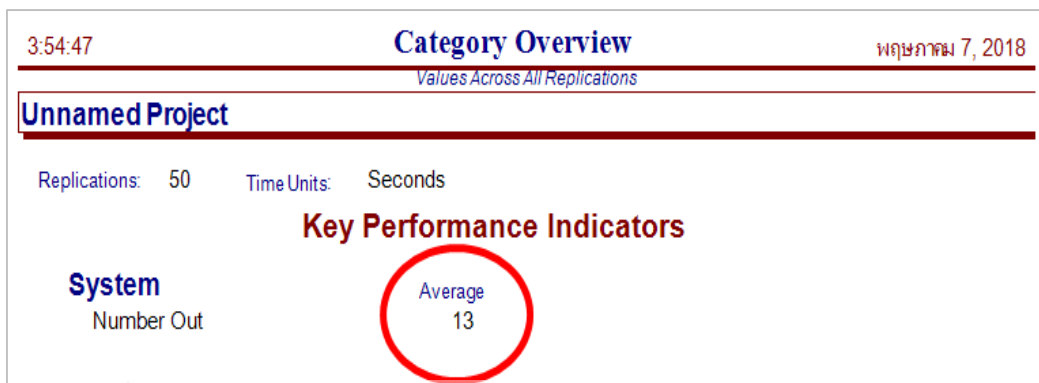 3:54:47 Category Overview พฤษภาคม 7, 2018
Values Across All Replications
Unnamed Project
Replications: 50 Time Units: Seconds
Key Performance Indicators
System Average
Number Out 13